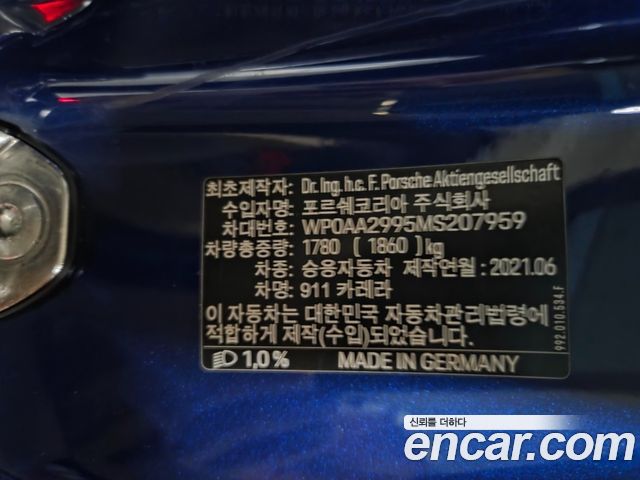 최초제작자: Dr. Ing. h.c. F. Porsche Aktiengesellschaft
수입자명: 포르쉐코리아 주식회사
차대번호: WP0AA2995MS207959
차량총중량: 1780 ( 1860 ) kg
차종: 승용자동차 제작연월: 2021.06
차명: 911 카레라
이 자동차는 대한민국 자동차관리법령에
적합하게 제작(수입)되었습니다.
1,0% MADE IN GERMANY
992.010.534.F
신뢰를 더하다
encar.com